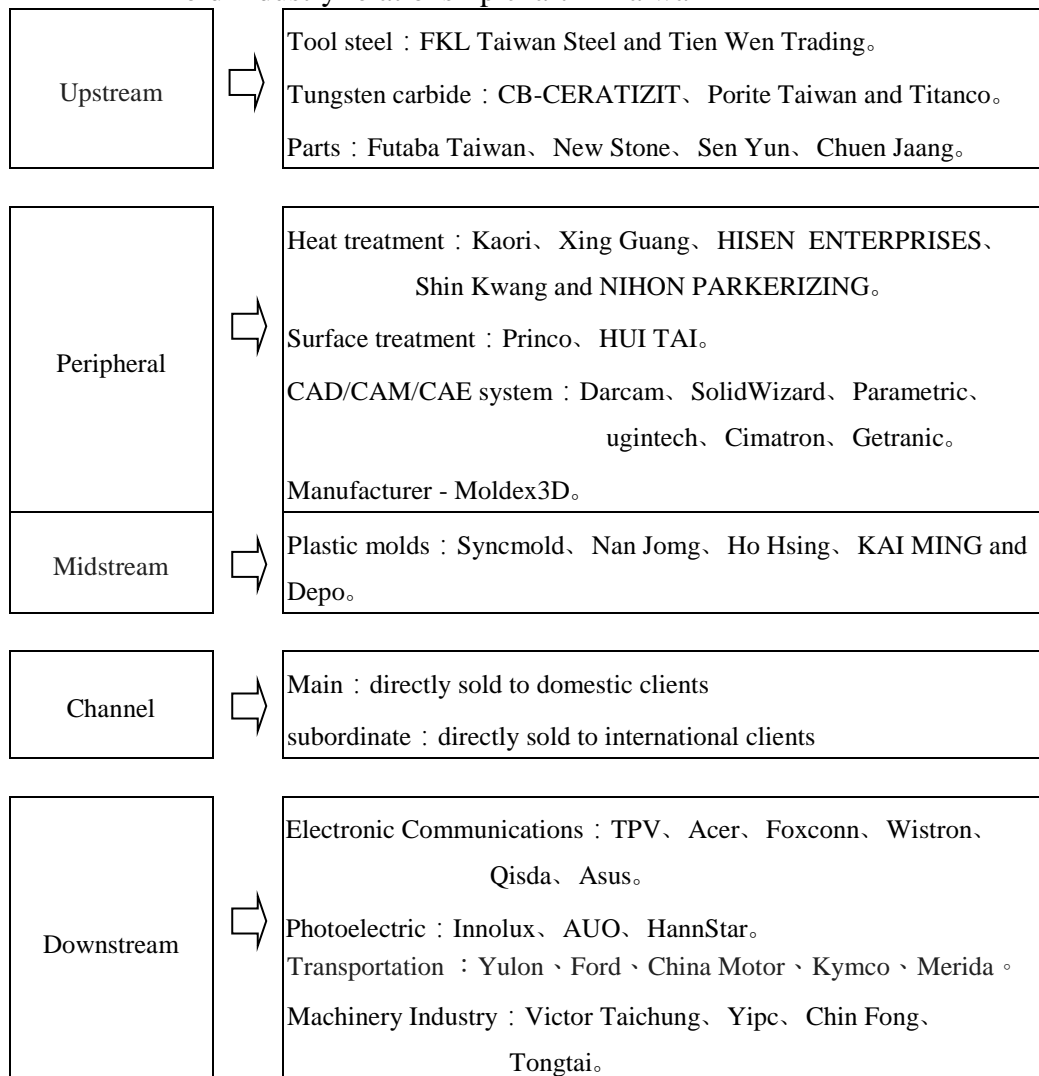 Upstream
Tool steel：FKL Taiwan Steel and Tien Wen Trading。
Tungsten carbide：CB-CERATIZIT、Porite Taiwan and Titanco。
Parts：Futaba Taiwan、New Stone、Sen Yun、Chuen Jaang。
Peripheral
Heat treatment：Kaori、Xing Guang、HISEN ENTERPRISES、
Shin Kwang and NIHON PARKERIZING。
Surface treatment：Princo、HUI TAI。
CAD/CAM/CAE system：Darcam、SolidWizard、Parametric、
ugintech、Cimatron、Getranic。
Manufacturer - Moldex3D。
Midstream
Plastic molds：Syncmold、Nan Jomg、Ho Hsing、KAI MING and
Depo。
Channel
Main：directly sold to domestic clients
subordinate：directly sold to international clients
Downstream
Electronic Communications：TPV、Acer、Foxconn、Wistron、
Qisda、Asus。
Photoelectric：Innolux、AUO、HannStar。
Transportation ：Yulon、Ford、China Motor、Kymco、Merida。
Machinery Industry：Victor Taichung、Yipc、Chin Fong、
Tongtai。